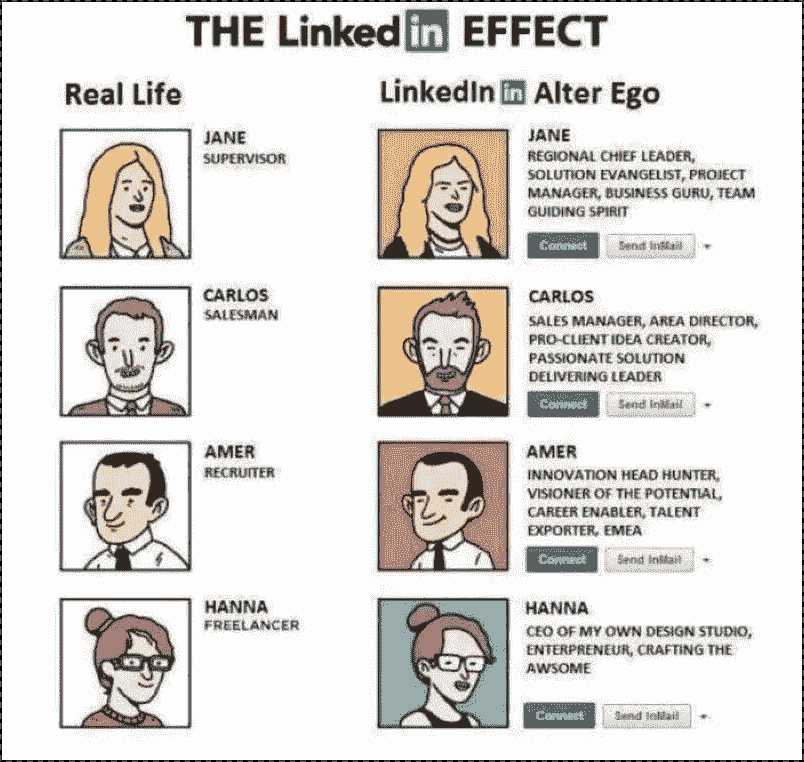 THE Linked in EFFECT
Real Life
LinkedIn in Alter Ego
JANE
SUPERVISOR
JANE
REGIONAL CHIEF LEADER,
SOLUTION EVANGELIST, PROJECT
MANAGER, BUSINESS GURU, TEAM
GUIDING SPIRIT
Connect Send InMail
CARLOS
SALESMAN
CARLOS
SALES MANAGER, AREA DIRECTOR,
PRO-CLIENT IDEA CREATOR,
PASSIONATE SOLUTION
DELIVERING LEADER
Connect Send InMail
AMER
RECRUITER
AMER
INNOVATION HEAD HUNTER,
VISIONER OF THE POTENTIAL,
CAREER ENABLER, TALENT
EXPORTER, EMEA
Connect Send InMail
HANNA
FREELANCER
HANNA
CEO OF MY OWN DESIGN STUDIO,
ENTERPRENEUR, CRAFTING THE
AWSOME
Connect Send InMail